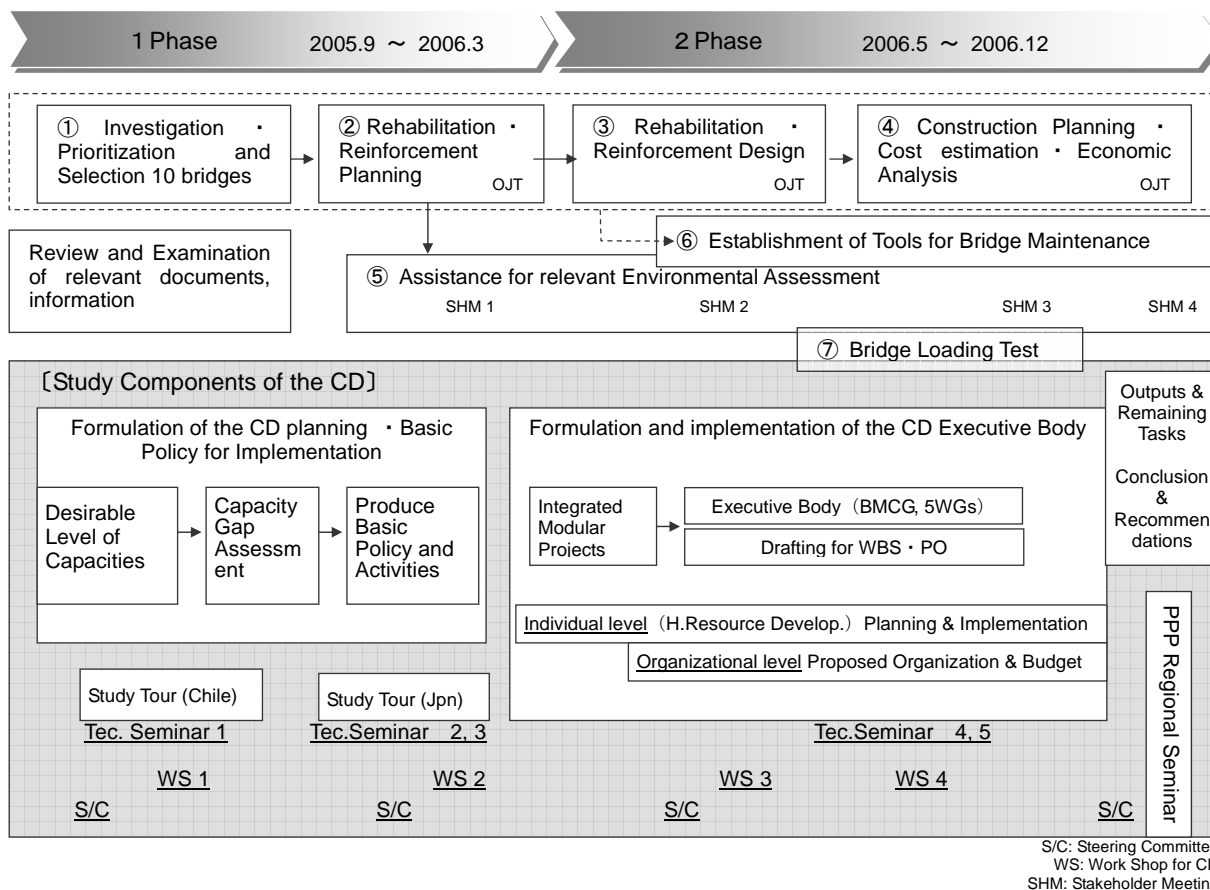 1 Phase 2005.9 ～ 2006.3
2 Phase 2006.5 ～ 2006.12
① Investigation ・
Prioritization and
Selection 10 bridges
② Rehabilitation ・
Reinforcement
Planning
OJT
③ Rehabilitation ・
Reinforcement Design
OJT
④ Construction Planning ・
Cost estimation ・ Economic
Analysis
OJT
Review and Examination
of relevant documents,
information
⑥ Establishment of Tools for Bridge Maintenance
⑤ Assistance for relevant Environmental Assessment
SHM 1 SHM 2 SHM 3 SHM 4
⑦ Bridge Loading Test
〔Study Components of the CD〕
Formulation of the CD planning ・ Basic
Policy for Implementation
Desirable
Level of
Capacities
Capacity
Gap
Assessm
ent
Produce
Basic
Policy and
Activities
Formulation and implementation of the CD Executive Body
Integrated
Modular
Projects
Executive Body（BMCG, 5WGs）
Drafting for WBS・PO
Individual level（H.Resource Develop.）Planning & Implementation
Organizational level Proposed Organization & Budget
Outputs &
Remaining
Tasks
Conclusion
&
Recommen
dations
PPP Regional Seminar
Study Tour (Chile)
Study Tour (Jpn)
Tec. Seminar 1 Tec.Seminar 2, 3 Tec.Seminar 4, 5
WS 1 WS 2 WS 3 WS 4
S/C S/C S/C S/C
S/C: Steering Committe
WS: Work Shop for C
SHM: Stakeholder Meetin